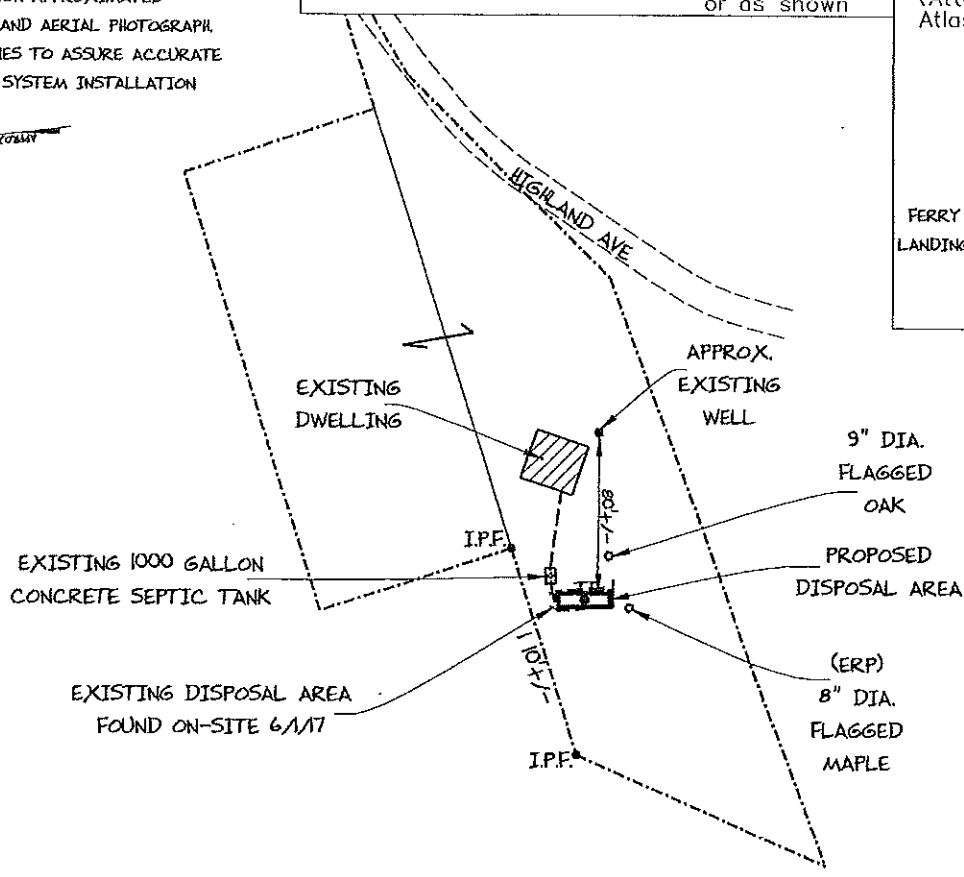 AND AERIAL PHOTOGRAPH,
TO ASSURE ACCURATE
SYSTEM INSTALLATION
or as shown
Atlas
FERRY
LANDING
HIGHLAND AVE
EXISTING
DWELLING
APPROX.
EXISTING
WELL
9" DIA.
FLAGGED
OAK
80'+/-
I.P.F.
EXISTING 1000 GALLON
CONCRETE SEPTIC TANK
PROPOSED
DISPOSAL AREA
EXISTING DISPOSAL AREA
FOUND ON-SITE 6/1/17
110'+/-
(ERP)
8" DIA.
FLAGGED
MAPLE
I.P.F.